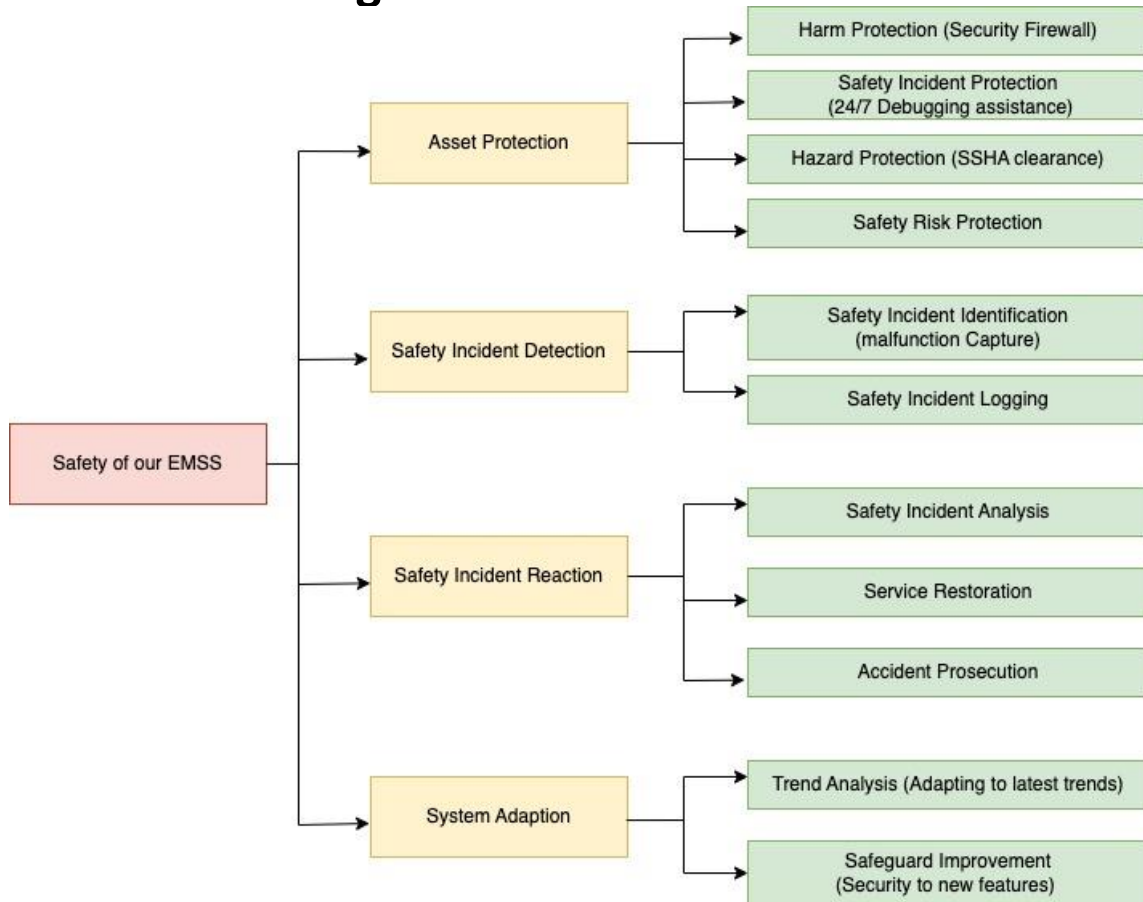 Harm Protection (Security Firewall)
Safety Incident Protection
(24/7 Debugging assistance)
Asset Protection
Hazard Protection (SSHA clearance)
Safety Risk Protection
Safety Incident Identification
(malfunction Capture)
Safety Incident Detection
Safety Incident Logging
Safety of our EMSS
Safety Incident Analysis
Safety Incident Reaction
Service Restoration
Accident Prosecution
Trend Analysis (Adapting to latest trends)
System Adaption
Safeguard Improvement
(Security to new features)